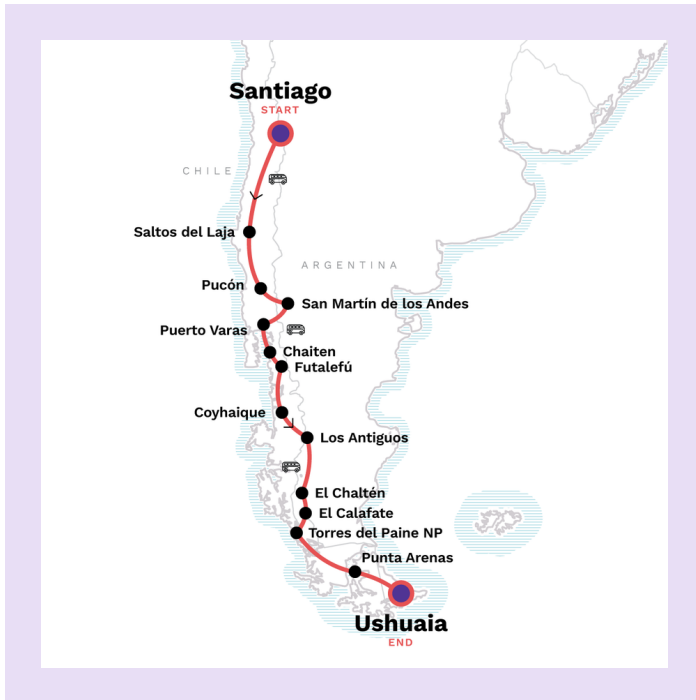 Santiago
START
CHILE
Saltos del Laja
ARGENTINA
Pucón
San Martín de los Andes
Puerto Varas
Chaiten
Futalefú
Coyhaique
Los Antiguos
El Chaltén
El Calafate
Torres del Paine NP
Punta Arenas
Ushuaia
END